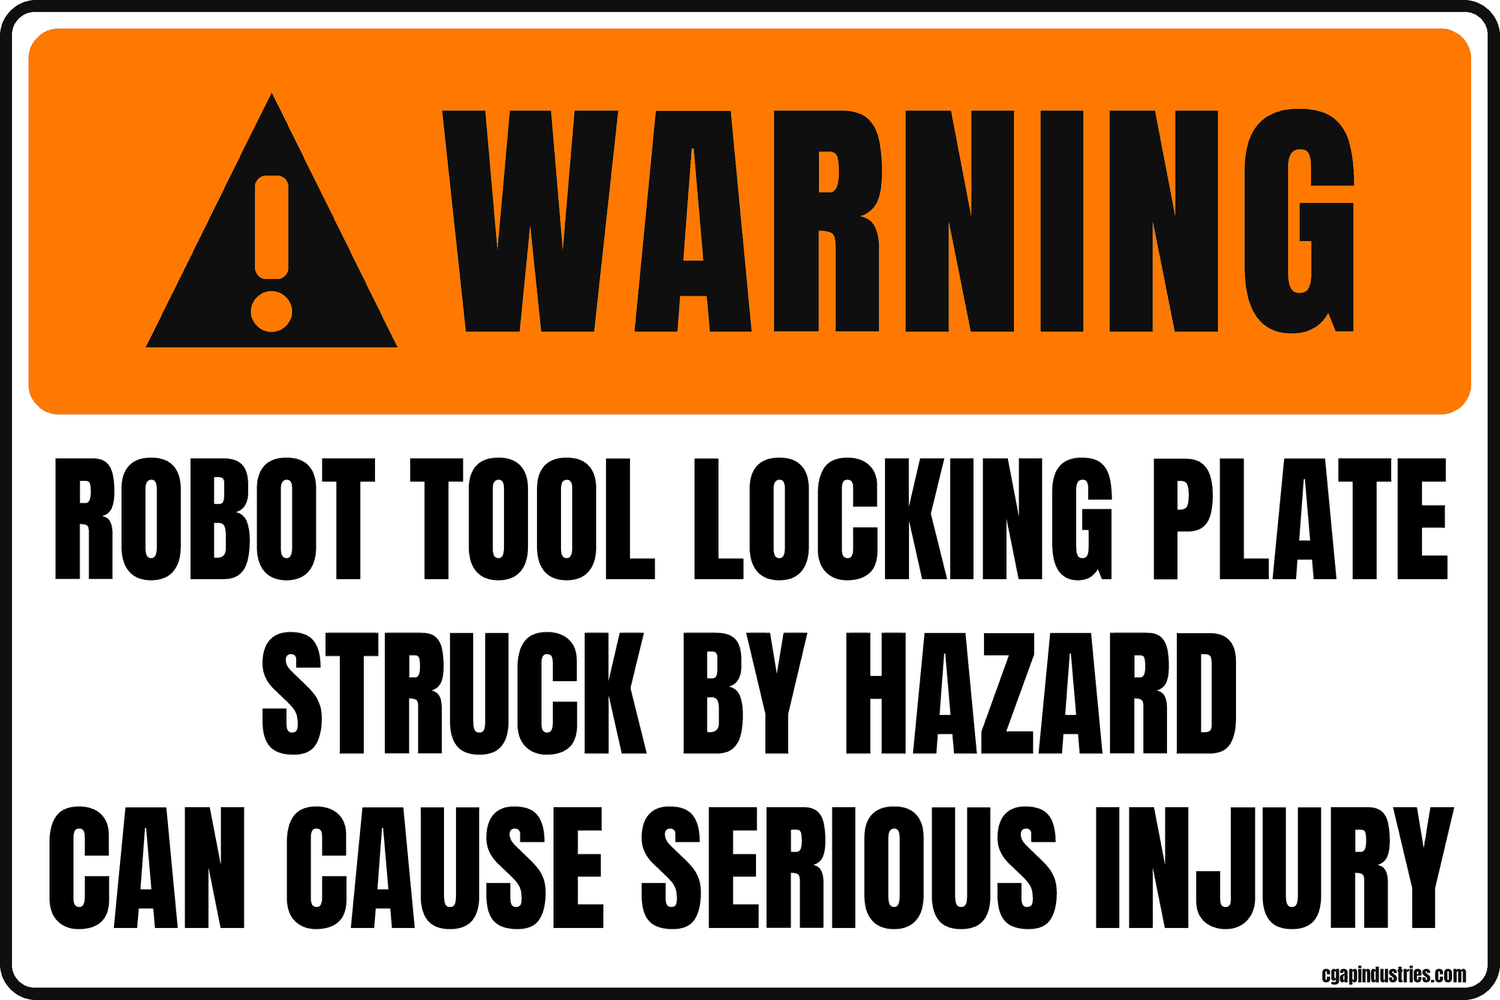 WARNING
ROBOT TOOL LOCKING PLATE
STRUCK BY HAZARD
CAN CAUSE SERIOUS INJURY
cgapindustries.com